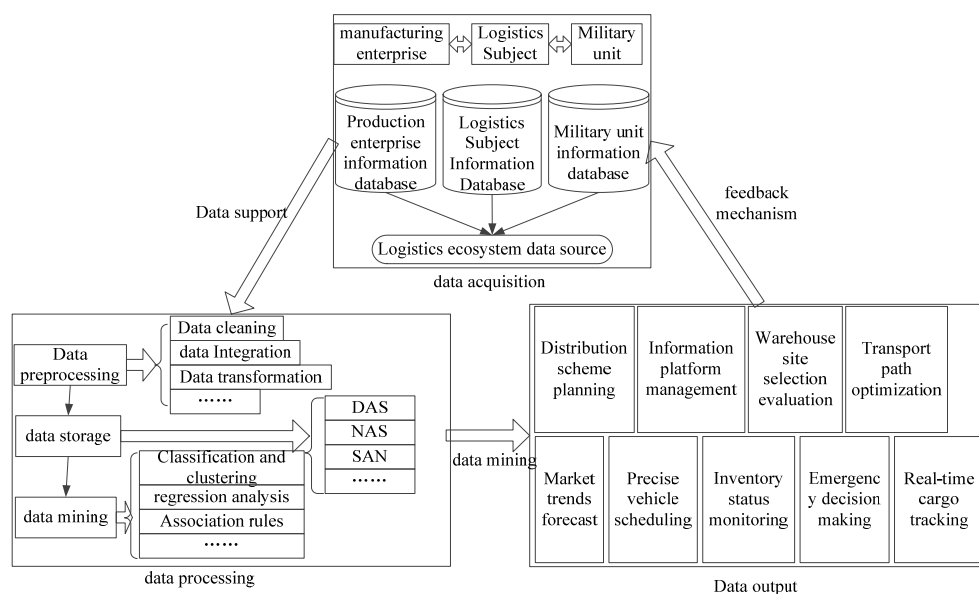 manufacturing
enterprise
Logistics
Subject
Military
unit
Production
enterprise
information
database
Logistics
Subject
Information
Database
Military unit
information
database
Logistics ecosystem data source
data acquisition
Data support
feedback
mechanism
Data
preprocessing
Data cleaning
data Integration
Data transformation
......
data storage
DAS
NAS
SAN
......
data mining
Classification and
clustering
regression analysis
Association rules
......
data processing
data mining
Distribution
scheme
planning
Information
platform
management
Warehouse
site
selection
evaluation
Transport
path
optimization
Market
trends
forecast
Precise
vehicle
scheduling
Inventory
status
monitoring
Emergenc
y decision
making
Real-time
cargo
tracking
Data output